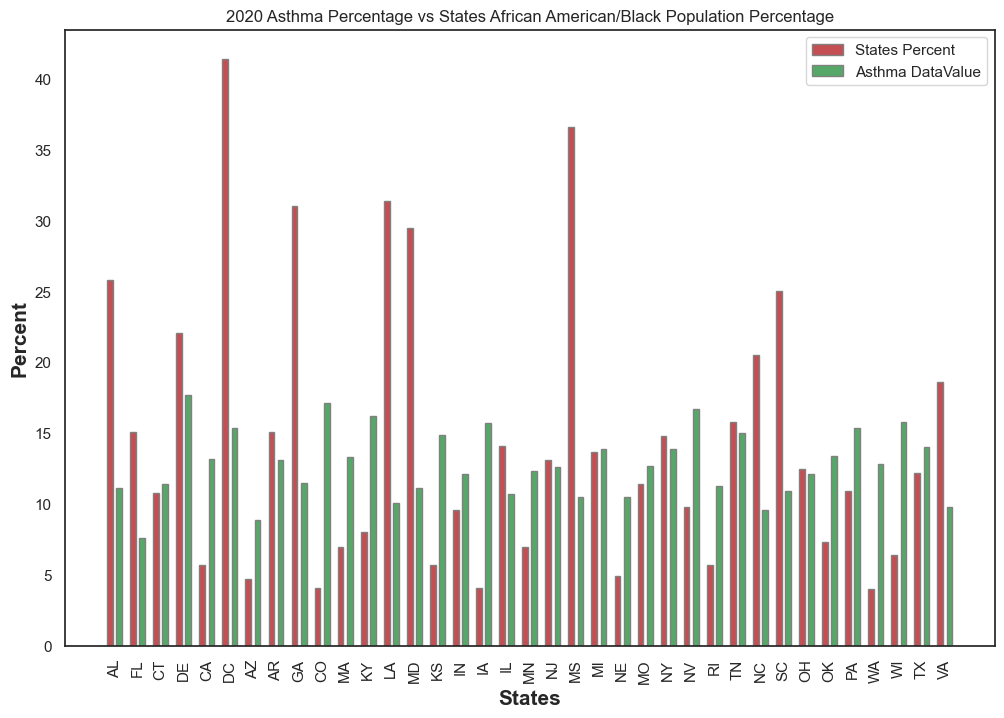 2020 Asthma Percentage vs States African American/Black Population Percentage
States Percent
Asthma DataValue
Percent
40
35
30
25
20
15
10
5
0
AL FL CT DE CA DC AZ AR GA CO MA KY LA MD KS IN IA IL MN NJ MS MI NE MO NY NV RI TN NC SC OH OK PA WA WI TX VA
States